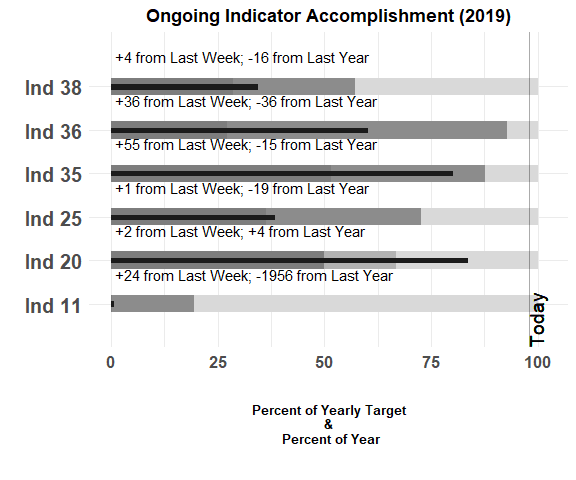 Ongoing Indicator Accomplishment (2019)
+4 from Last Week; -16 from Last Year
Ind 38
+36 from Last Week; -36 from Last Year
Ind 36
+55 from Last Week; -15 from Last Year
Ind 35
+1 from Last Week; -19 from Last Year
Ind 25
+2 from Last Week; +4 from Last Year
Ind 20
+24 from Last Week; -1956 from Last Year
Ind 11
Today
0 25 50 75 100
Percent of Yearly Target
&
Percent of Year